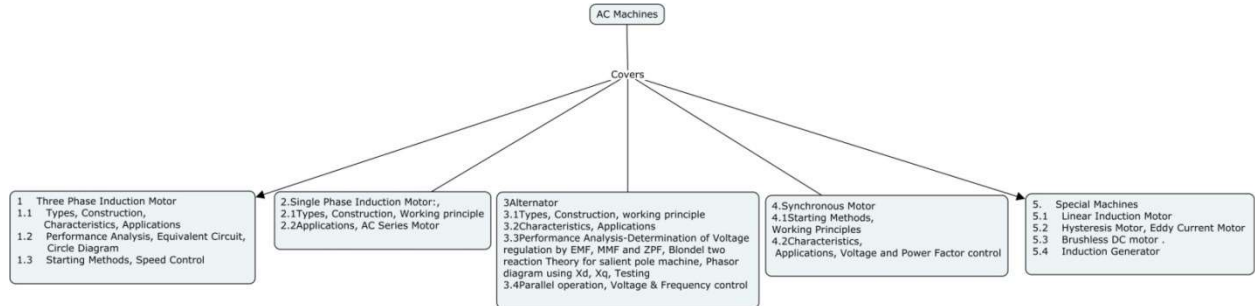 AC Machines
Covers
1 Three Phase Induction Motor
1.1 Types, Construction,
Characteristics, Applications
1.2 Performance Analysis, Equivalent Circuit,
Circle Diagram
1.3 Starting Methods, Speed Control
2.Single Phase Induction Motor:,
2.1Types, Construction, Working principle
2.2Applications, AC Series Motor
3Alternator
3.1Types, Construction, working principle
3.2Characteristics, Applications
3.3Performance Analysis-Determination of Voltage
regulation by EMF, MMF and ZPF, Blondel two
reaction Theory for salient pole machine, Phasor
diagram using Xd, Xq, Testing
3.4Parallel operation, Voltage & Frequency control
4.Synchronous Motor
4.1Starting Methods,
Working Principles
4.2Characteristics,
Applications, Voltage and Power Factor control
5. Special Machines
5.1 Linear Induction Motor
5.2 Hysteresis Motor, Eddy Current Motor
5.3 Brushless DC motor .
5.4 Induction Generator